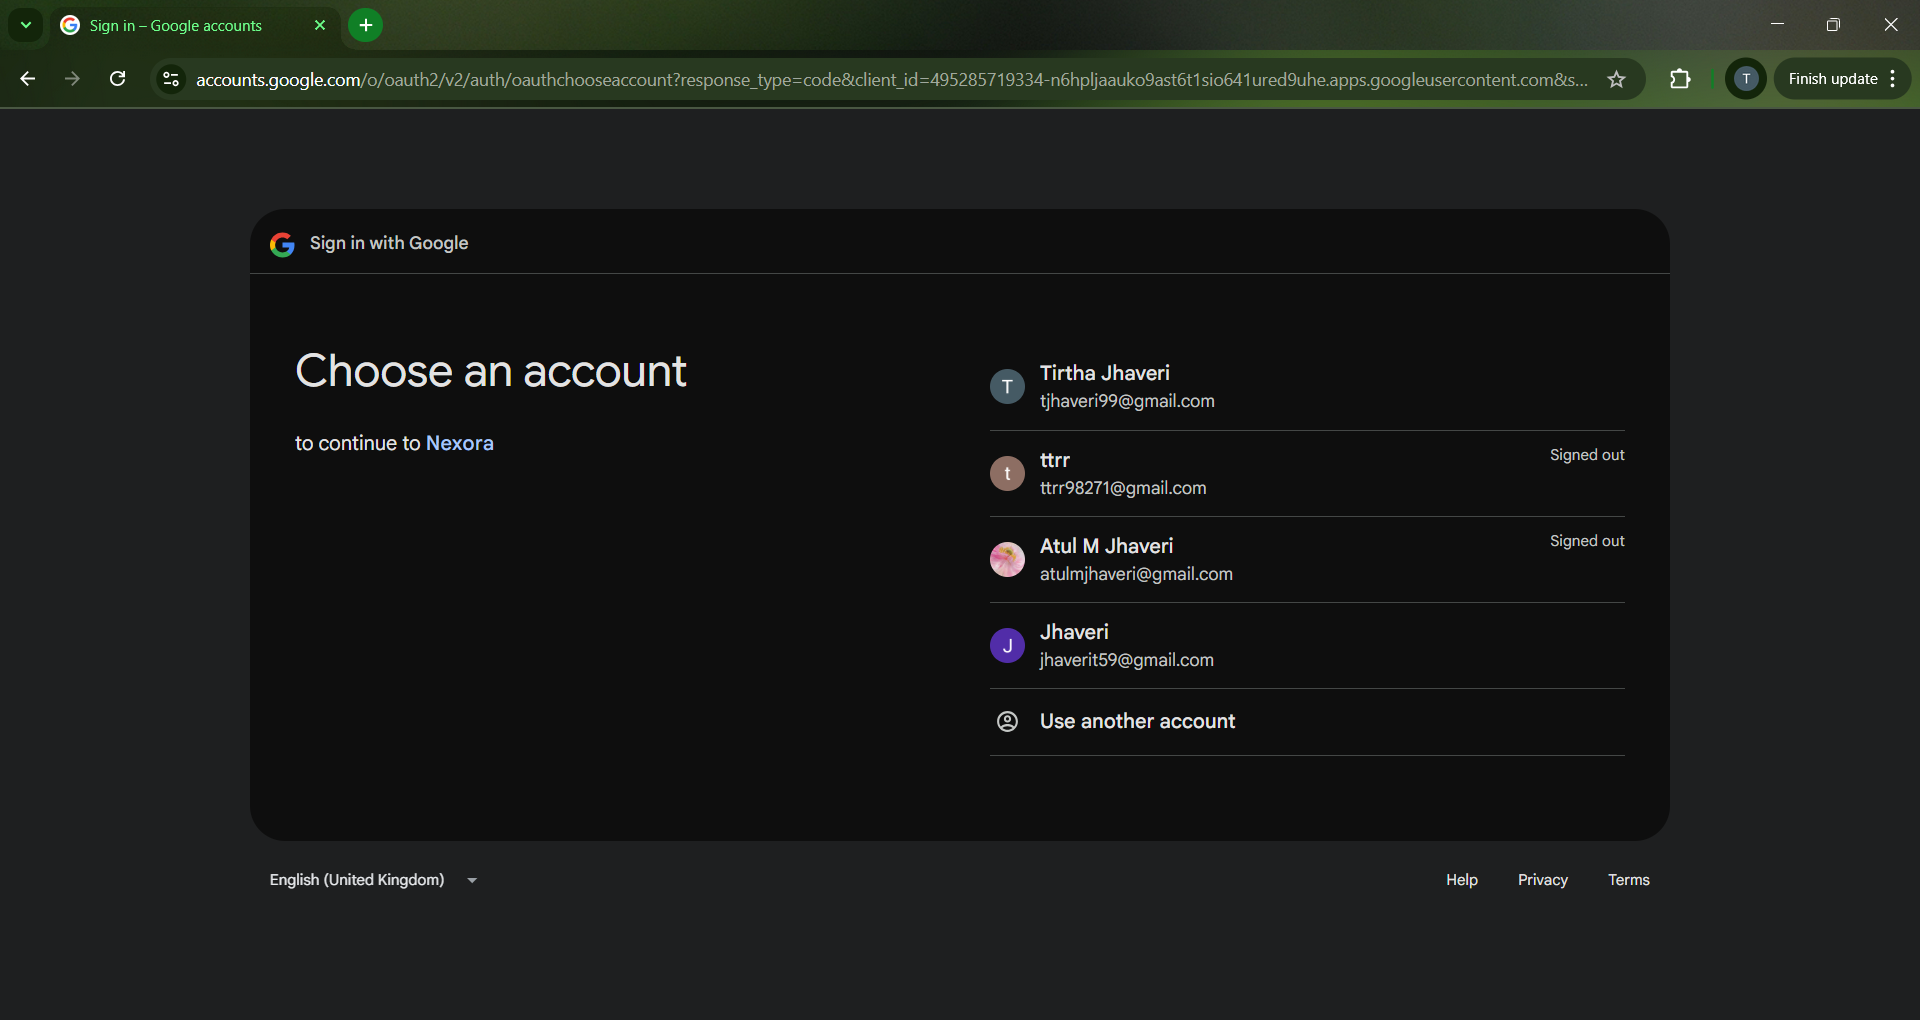 Sign in – Google accounts
accounts.google.com/o/oauth2/v2/auth/oauthchooseaccount?response_type=code&client_id=495285719334-n6hpljaauko9ast6t1sio641ured9uhe.apps.googleusercontent.com&s...
T
Finish update
Sign in with Google
Choose an account
to continue to Nexora
T
Tirtha Jhaveri
tjhaveri99@gmail.com
t
ttrr
Signed out
ttrr98271@gmail.com
Atul M Jhaveri
Signed out
atulmjhaveri@gmail.com
J
Jhaveri
jhaverit59@gmail.com
Use another account
English (United Kingdom)
Help
Privacy
Terms